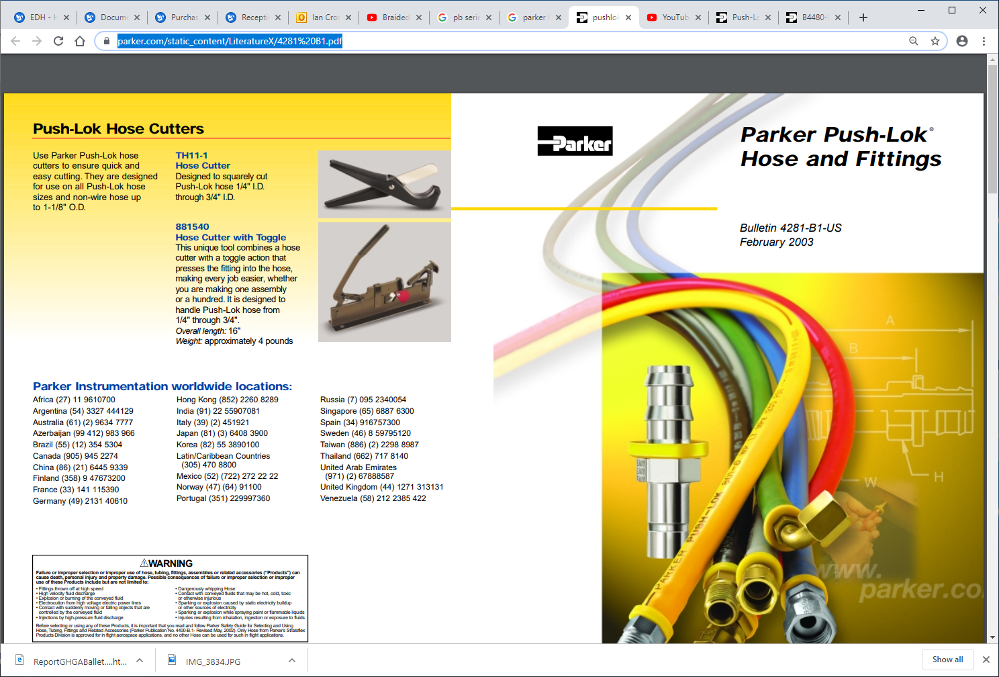 EDH - H
Docume
Purchas
Recepti
Ian Crof
Braided
pb serie
parker
pushlok
YouTub
Push-Lo
B4480-
parker.com/static_content/LiteratureX/4281%20B1.pdf
Push-Lok Hose Cutters
Use Parker Push-Lok hose
cutters to ensure quick and
easy cutting. They are designed
for use on all Push-Lok hose
sizes and non-wire hose up
to 1-1/8" O.D.
TH11-1
Hose Cutter
Designed to squarely cut
Push-Lok hose 1/4" I.D.
through 3/4" I.D.
881540
Hose Cutter with Toggle
This unique tool combines a hose
cutter with a toggle action that
presses the fitting into the hose,
making every job easier, whether
you are making one assembly
or a hundred. It is designed to
handle Push-Lok hose from
1/4" through 3/4".
Overall length: 16"
Weight: approximately 4 pounds
Parker Instrumentation worldwide locations:
Africa (27) 11 9610700
Argentina (54) 3327 444129
Australia (61) (2) 9634 7777
Azerbaijan (99 412) 983 966
Brazil (55) (12) 354 5304
Canada (905) 945 2274
China (86) (21) 6445 9339
Finland (358) 9 47673200
France (33) 141 115390
Germany (49) 2131 40610
Hong Kong (852) 2260 8289
India (91) 22 55907081
Italy (39) (2) 451921
Japan (81) (3) 6408 3900
Korea (82) 55 3890100
Latin/Caribbean Countries
(305) 470 8800
Mexico (52) (722) 272 22 22
Norway (47) (64) 91100
Portugal (351) 229997360
Russia (7) 095 2340054
Singapore (65) 6887 6300
Spain (34) 916757300
Sweden (46) 8 59795120
Taiwan (886) (2) 2298 8987
Thailand (662) 717 8140
United Arab Emirates
(971) (2) 67888587
United Kingdom (44) 1271 313131
Venezuela (58) 212 2385 422
⚠WARNING
Failure or improper selection or improper use of hose, tubing, fittings, assemblies or related accessories (“Products”) can
cause death, personal injury and property damage. Possible consequences of failure or improper selection or improper
use of these Products include but are not limited to:
• Fittings thrown off at high speed
• High velocity fluid discharge
• Explosion or burning of the conveyed fluid
• Electrocution from high voltage electric power lines
• Contact with suddenly moving or falling objects that are
controlled by the conveyed fluid
• Injections by high-pressure fluid discharge
• Dangerously whipping Hose
• Contact with conveyed fluids that may be hot, cold, toxic
or otherwise injurious
• Sparking or explosion caused by static electricity buildup
or other sources of electricity
• Sparking or explosion while spraying paint or flammable liquids
• Injuries resulting from inhalation, ingestion or exposure to fluids
Before selecting or using any of these Products, it is important that you read and follow Parker Safety Guide for Selecting and Using
Hose, Tubing, Fittings and Related Accessories (Parker Publication No. 4400-B.1- Revised May, 2002). Only Hose from Parker's Stratoflex
Products Division is approved for in flight aerospace applications, and no other Hose can be used for such in flight applications.
Parker
Parker Push-Lok®
Hose and Fittings
Bulletin 4281-B1-US
February 2003
A
B
H
W
EASY
EASY
EASY
PARKER PUSH-LOK 801-6
www.
parker.co
ReportGHGABallet....ht...
IMG_3834.JPG
Show all